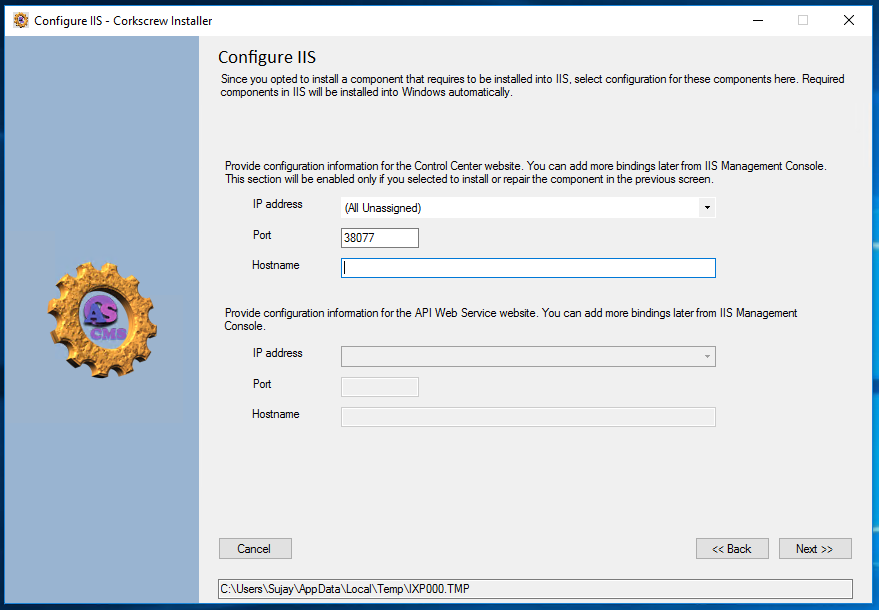 Configure IIS - Corkscrew Installer
Configure IIS
Since you opted to install a component that requires to be installed into IIS, select configuration for these components here. Required
components in IIS will be installed into Windows automatically.
Provide configuration information for the Control Center website. You can add more bindings later from IIS Management Console.
This section will be enabled only if you selected to install or repair the component in the previous screen.
IP address
(All Unassigned)
Port
38077
Hostname
AS
CMS
Provide configuration information for the API Web Service website. You can add more bindings later from IIS Management
Console.
IP address
Port
Hostname
Cancel
<< Back
Next >>
C:\Users\Sujay\AppData\Local\Temp\IXP000.TMP